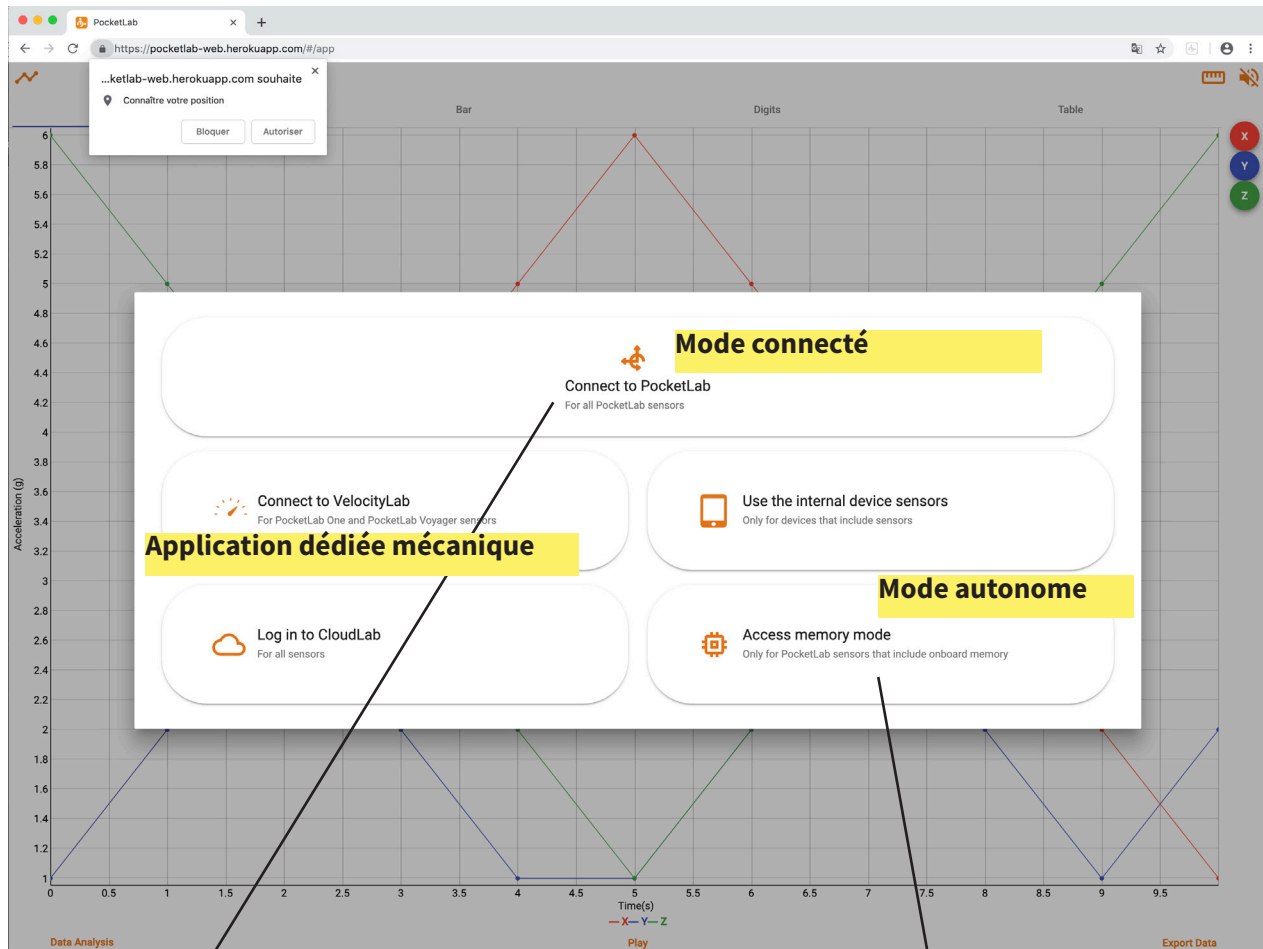 PocketLab
https://pocketlab-web.herokuapp.com/#/app
...ketlab-web.herokuapp.com souhaite
Connaître votre position
Bloquer
Autoriser
Bar
Digits
Table
X
Y
Z
6
5.8
5.6
5.4
5.2
5
4.8
4.6
4.4
4.2
4
3.8
3.6
3.4
3.2
3
2.8
2.6
2.4
2.2
2
1.8
1.6
1.4
1.2
1
Acceleration (g)
Mode connecté
Connect to PocketLab
For all PocketLab sensors
Connect to VelocityLab
For PocketLab One and PocketLab Voyager sensors
Application dédiée mécanique
Use the internal device sensors
Only for devices that include sensors
Mode autonome
Log in to CloudLab
For all sensors
Access memory mode
Only for PocketLab sensors that include onboard memory
0 0.5 1 1.5 2 2.5 3 3.5 4 4.5 5 5.5 6 6.5 7 7.5 8 8.5 9 9.5
Time(s)
X Y Z
Data Analysis
Play
Export Data